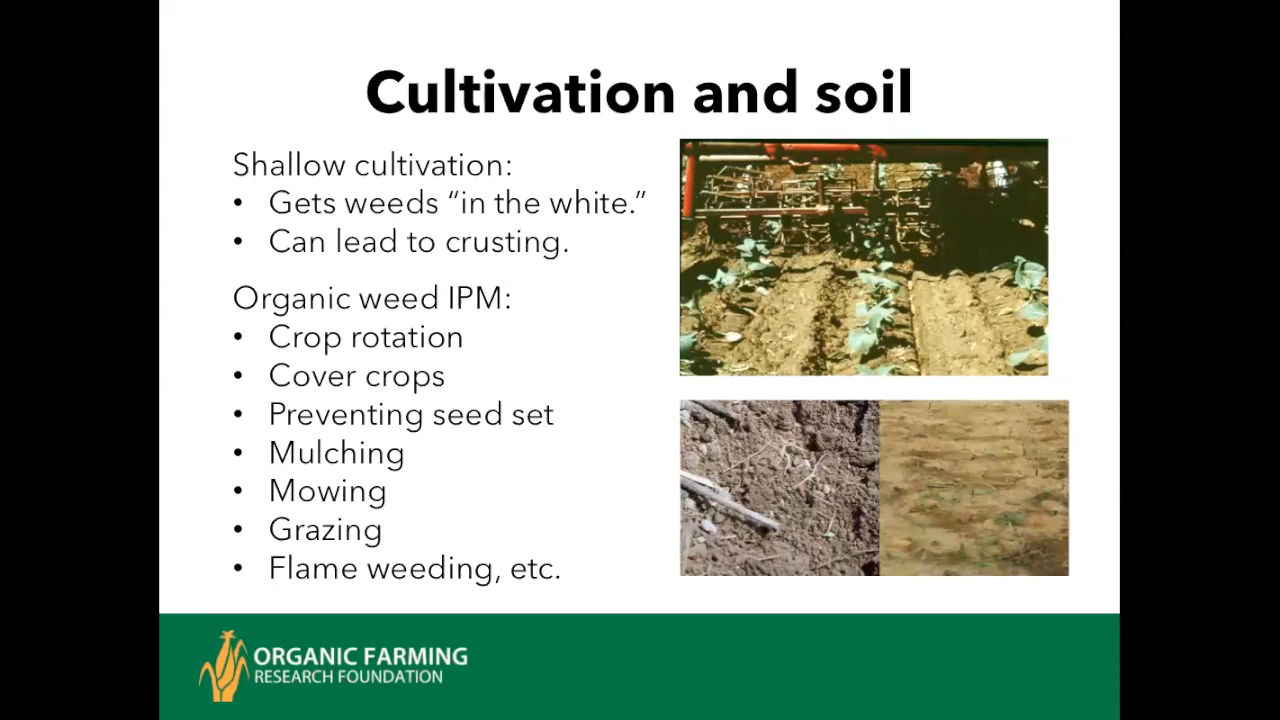 Cultivation and soil
Shallow cultivation:
• Gets weeds “in the white.”
• Can lead to crusting.
Organic weed IPM:
• Crop rotation
• Cover crops
• Preventing seed set
• Mulching
• Mowing
• Grazing
• Flame weeding, etc.
ORGANIC FARMING
RESEARCH FOUNDATION